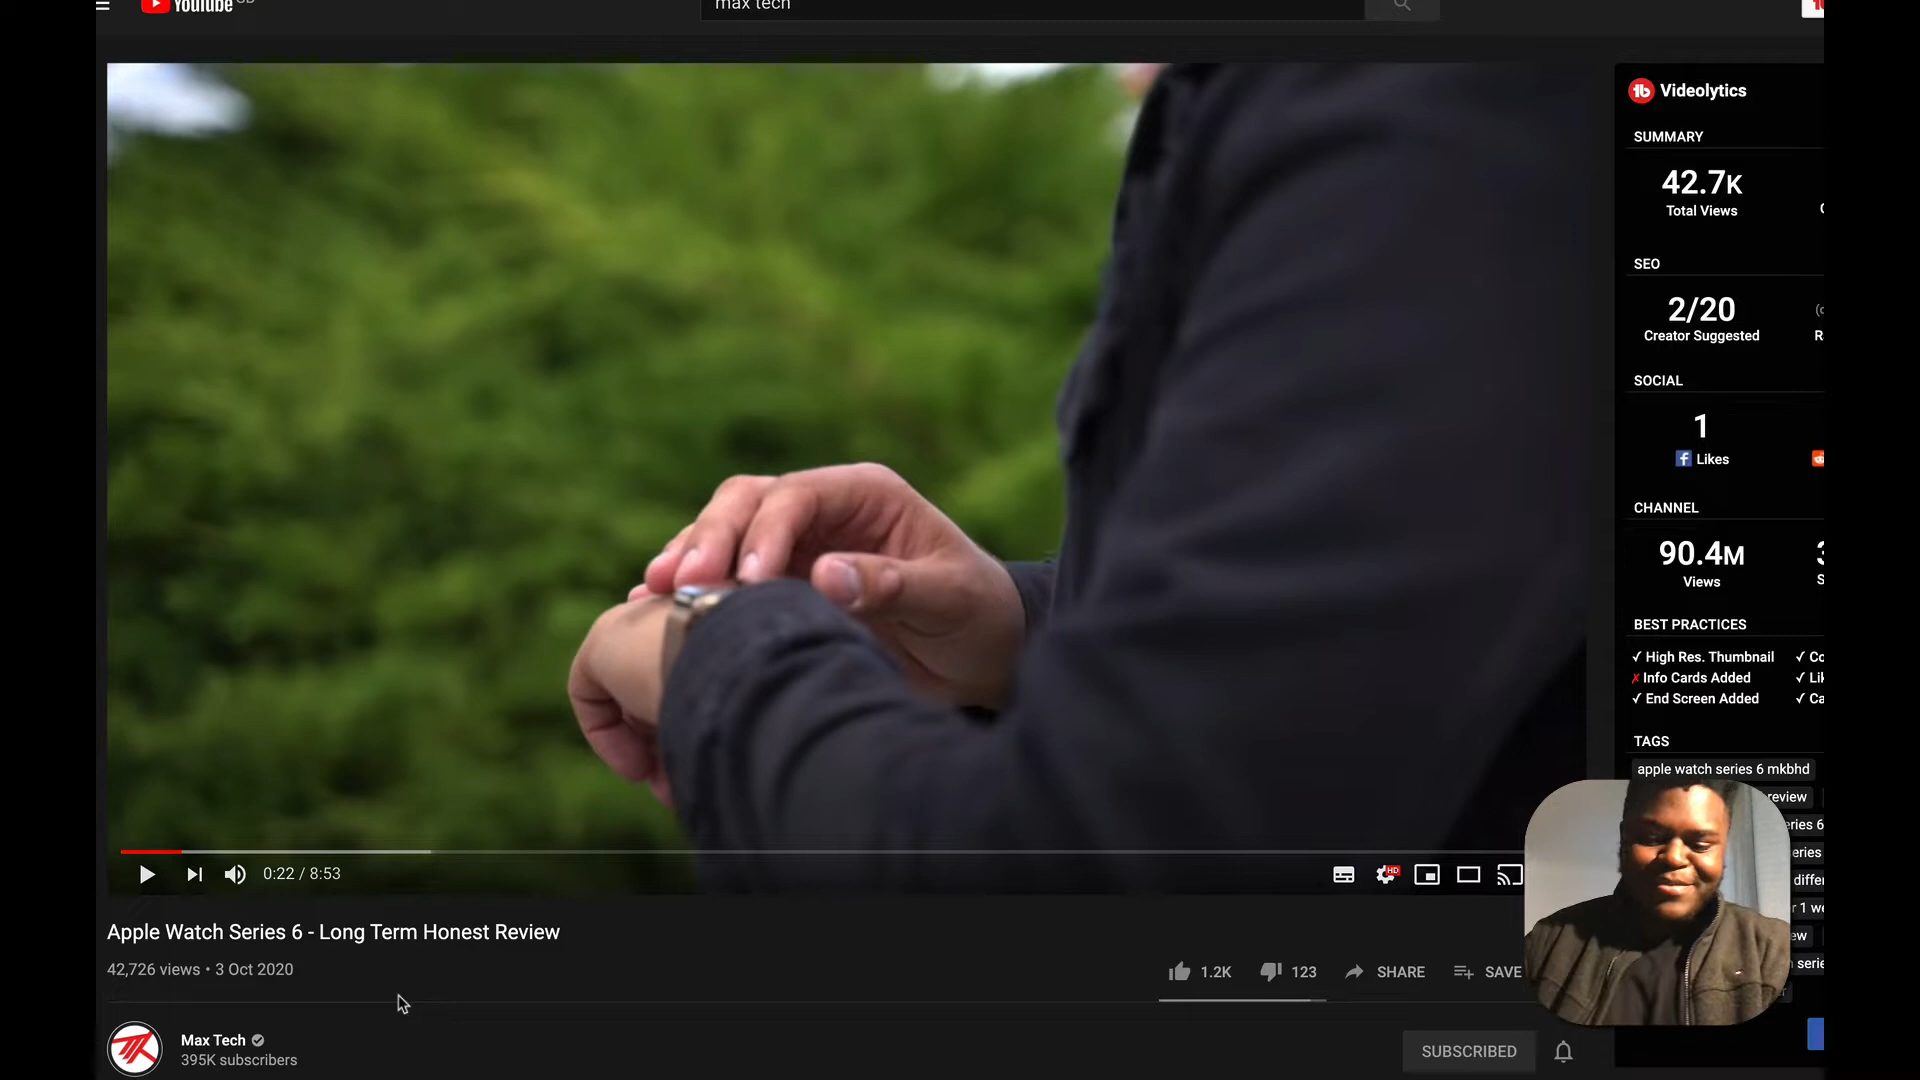 YouTube
max tech
Videolytics
SUMMARY
42.7K
Total Views
SEO
2/20
Creator Suggested
SOCIAL
1
Likes
CHANNEL
90.4M
Views
BEST PRACTICES
✓ High Res. Thumbnail
✗ Info Cards Added
✓ End Screen Added
TAGS
apple watch series 6 mkbhd
review
0:22 / 8:53
HD
Apple Watch Series 6 - Long Term Honest Review
42,726 views • 3 Oct 2020
1.2K
123
SHARE
SAVE
Max Tech
395K subscribers
SUBSCRIBED